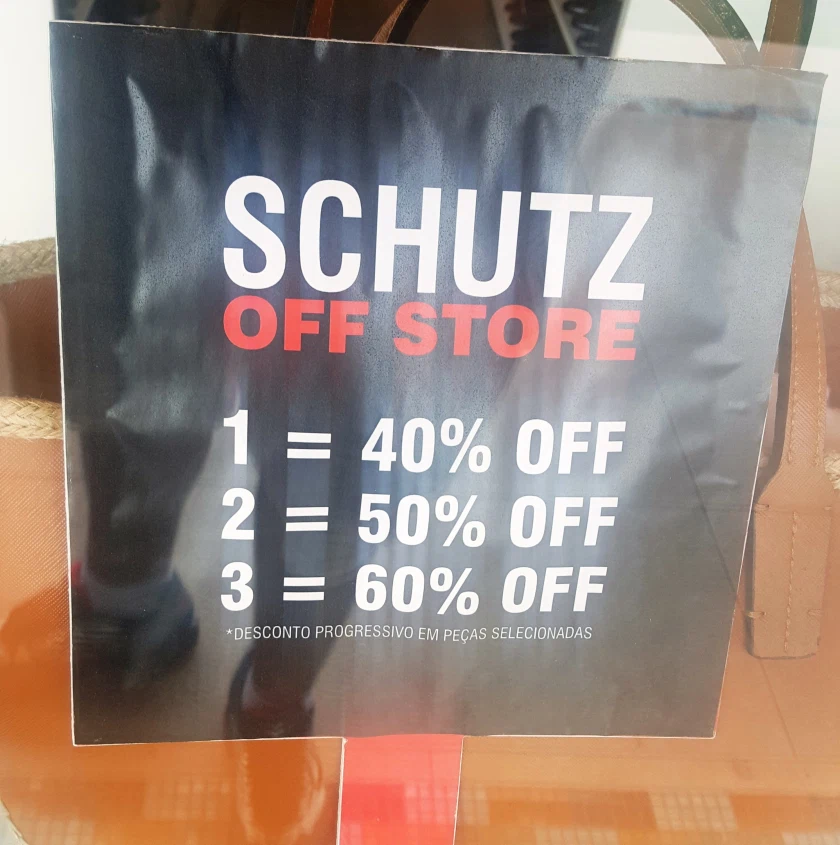 SCHUTZ
OFF STORE
1 = 40% OFF
2 = 50% OFF
3 = 60% OFF
*DESCONTO PROGRESSIVO EM PEÇAS SELECIONADAS